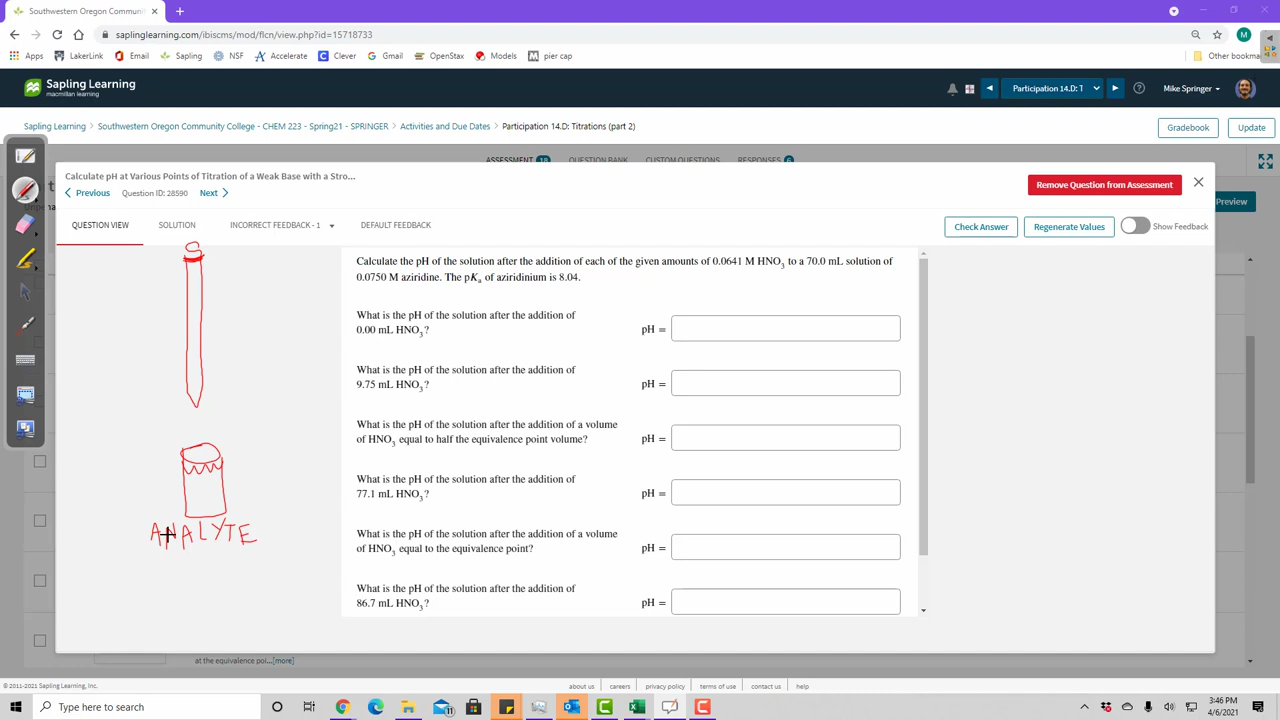 Southwestern Oregon Communit
saplinglearning.com/ibiscms/mod/flcn/view.php?id=15718733
M
Apps
LakerLink
Email
Sapling
NSF
Accelerate
Clever
Gmail
OpenStax
Models
pier cap
Other bookmar
Sapling Learning
macmillan learning
Participation 14.D: T
Mike Springer
Sapling Learning > Southwestern Oregon Community College - CHEM 223 - Spring21 - SPRINGER > Activities and Due Dates > Participation 14.D: Titrations (part 2)
Gradebook
Update
ASSESSMENT 18
QUESTION BANK
CUSTOM QUESTIONS
RESPONSES 6
Preview
Calculate pH at Various Points of Titration of a Weak Base with a Stro...
Previous
Question ID: 28590
Next
Remove Question from Assessment
QUESTION VIEW
SOLUTION
INCORRECT FEEDBACK - 1
DEFAULT FEEDBACK
Check Answer
Regenerate Values
Show Feedback
Calculate the pH of the solution after the addition of each of the given amounts of 0.0641 M HNO3 to a 70.0 mL solution of
0.0750 M aziridine. The pKa of aziridinium is 8.04.
What is the pH of the solution after the addition of
0.00 mL HNO3?
pH =
What is the pH of the solution after the addition of
9.75 mL HNO3?
pH =
What is the pH of the solution after the addition of a volume
of HNO3 equal to half the equivalence point volume?
pH =
What is the pH of the solution after the addition of
77.1 mL HNO3?
pH =
What is the pH of the solution after the addition of a volume
of HNO3 equal to the equivalence point?
pH =
What is the pH of the solution after the addition of
86.7 mL HNO3?
pH =
ANALYTE
at the equivalence poi...[more]
© 2011-2021 Sapling Learning, Inc.
about us
careers
privacy policy
terms of use
contact us
help
Type here to search
11
3:46 PM
4/6/2021